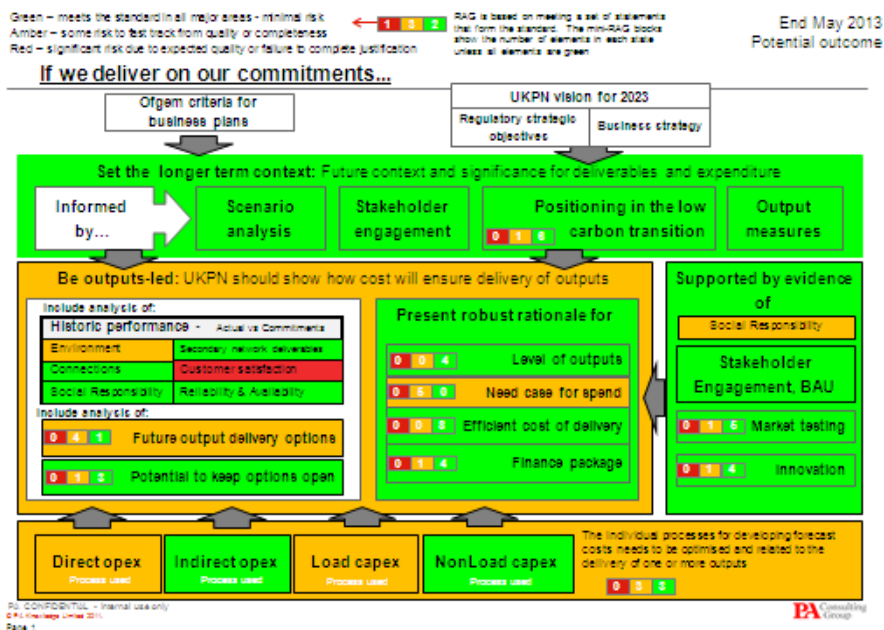 Green – meets the standard in all major areas - minimal risk
Amber – some risk to fast track from quality or completeness
Red – significant risk due to expected quality or failure to complete justification
1 3 2
RAG is based on meeting a set of statements
that form the standard. The mini-RAG blocks
show the number of elements in each state
unless all elements are green
End May 2013
Potential outcome
If we deliver on our commitments...
Ofgem criteria for
business plans
UKPN vision for 2023
Regulatory strategic
objectives
Business strategy
Set the longer term context: Future context and significance for deliverables and expenditure
Informed
by...
Scenario
analysis
Stakeholder
engagement
Positioning in the low
carbon transition
0 1 6
Output
measures
Be outputs-led: UKPN should show how cost will ensure delivery of outputs
Include analysis of:
Historic performance - Actual vs Commitments
Environment
Secondary network deliverables
Connections
Customer satisfaction
Social Responsibility
Reliability & Availability
Include analysis of:
0 4 1 Future output delivery options
0 1 3 Potential to keep options open
Present robust rationale for
0 0 4 Level of outputs
0 5 0 Need case for spend
0 0 8 Efficient cost of delivery
0 1 4 Finance package
Supported by evidence
of
Social Responsibility
Stakeholder
Engagement, BAU
0 1 5 Market testing
0 1 4 Innovation
Direct opex
Process used
Indirect opex
Process used
Load capex
Process used
NonLoad capex
Process used
The individual processes for developing forecast
costs needs to be optimised and related to the
delivery of one or more outputs
0 3 3
PA CONFIDENTIAL - Internal use only
© PA Knowledge Limited 2011.
Page 1
PA Consulting
Group